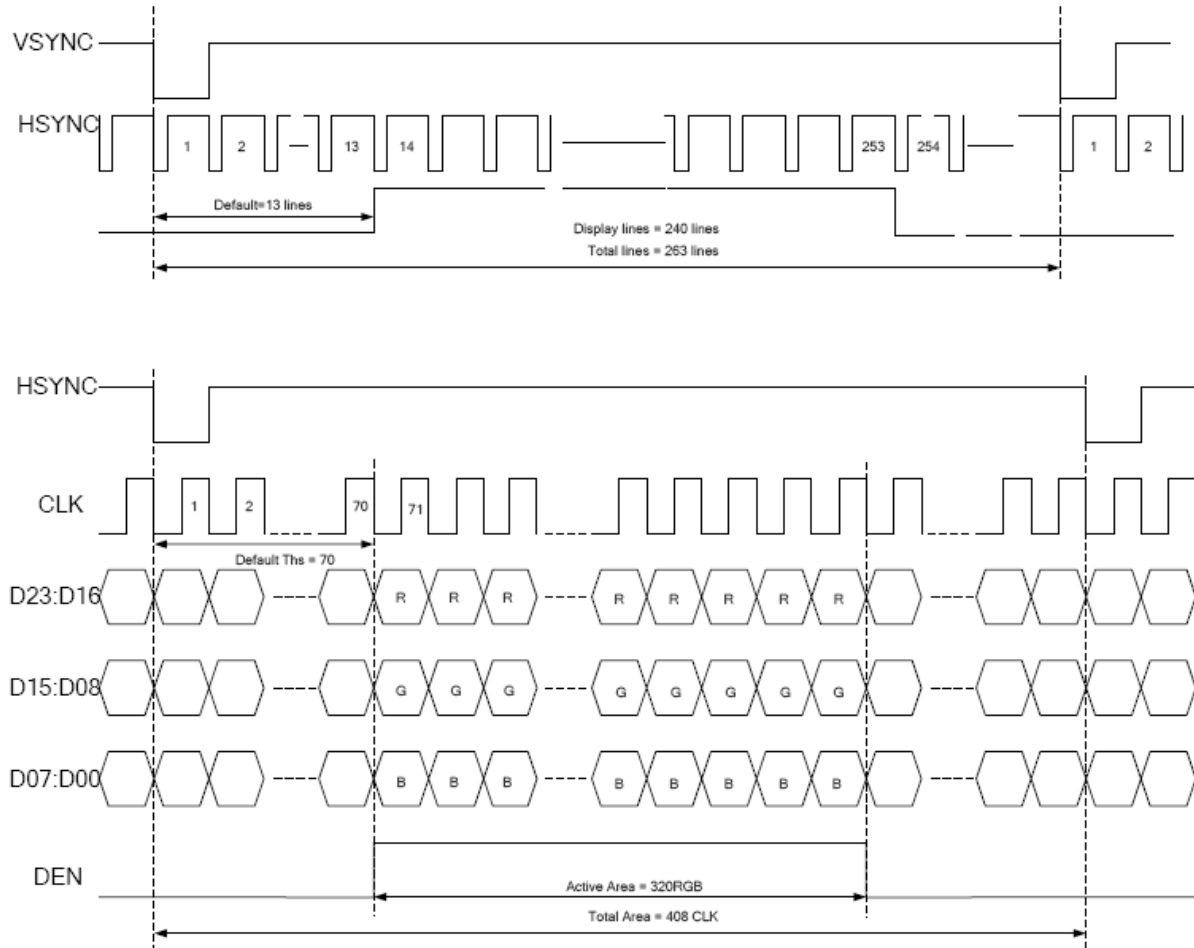 VSYNC
HSYNC
1 2 13 14 253 254 1 2
Default=13 lines
Display lines = 240 lines
Total lines = 263 lines
HSYNC
CLK
1 2 70 71
Default Ths = 70
D23:D16
R R R R R R R R
D15:D08
G G G G G G G G
D07:D00
B B B B B B B B
DEN
Active Area = 320RGB
Total Area = 408 CLK